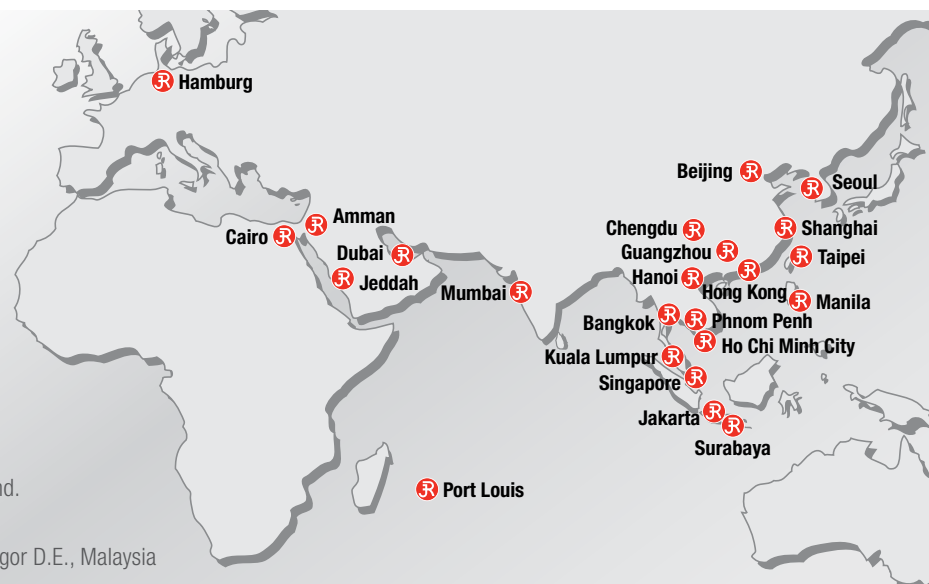 Hamburg
Beijing
Seoul
Amman
Cairo
Chengdu
Shanghai
Guangzhou
Dubai
Taipei
Hanoi
Jeddah
Mumbai
Hong Kong
Manila
Bangkok
Phnom Penh
Ho Chi Minh City
Kuala Lumpur
Singapore
Jakarta
Surabaya
Port Louis
nd.
gor D.E., Malaysia